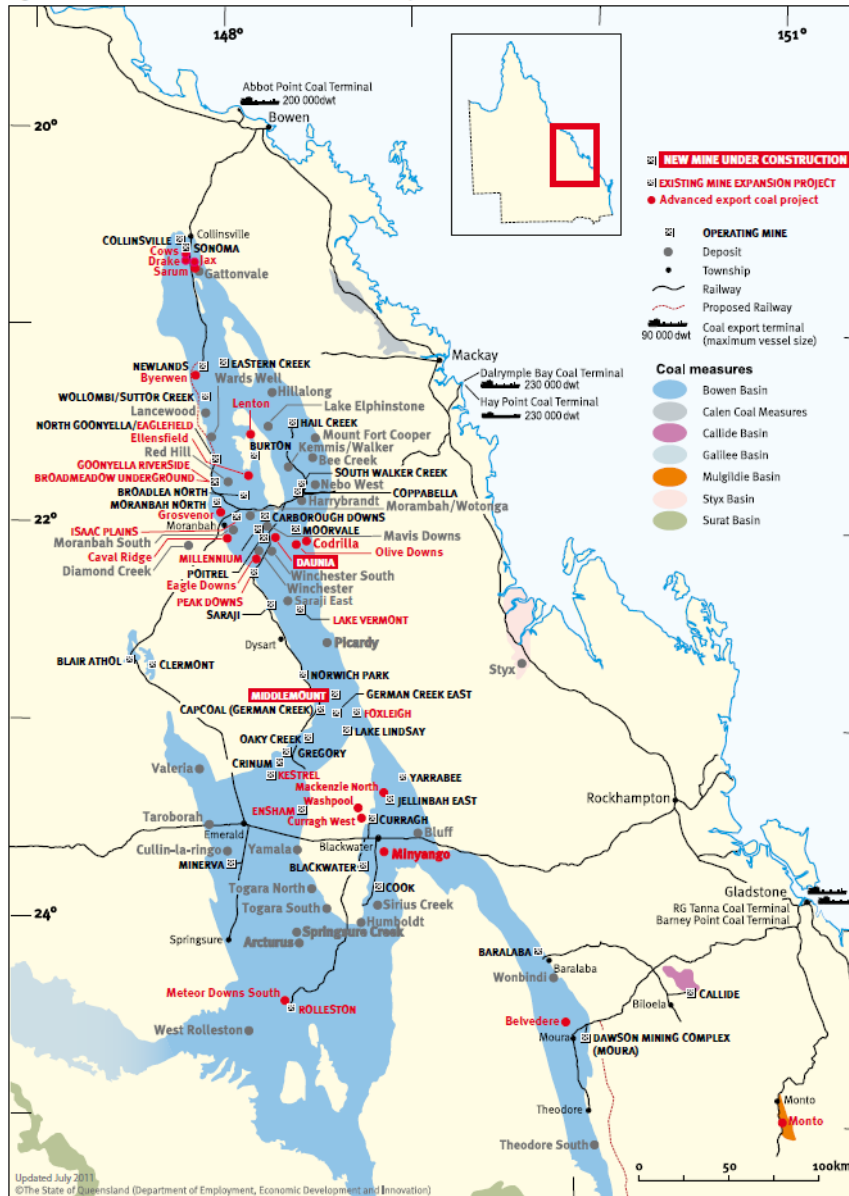 148°
151°
Abbot Point Coal Terminal
200 000dwt
Bowen
20°
NEW MINE UNDER CONSTRUCTION
EXISTING MINE EXPANSION PROJECT
Advanced export coal project
OPERATING MINE
Deposit
Township
Railway
Proposed Railway
90 000 dwt
Coal export terminal
(maximum vessel size)
Coal measures
Bowen Basin
Calen Coal Measures
Callide Basin
Galilee Basin
Mulgildie Basin
Styx Basin
Surat Basin
Collinsville
COLLINSVILLE
SONOMA
Cows
Drake
Jax
Sarum
Gattonvale
Mackay
Dalrymple Bay Coal Terminal
230 000 dwt
Hay Point Coal Terminal
230 000 dwt
NEWLANDS
EASTERN CREEK
Byerwen
Wards Well
Hillalong
WOLLOMBI/SUTTOR CREEK
Lancewood
Lenton
Lake Elphinstone
NORTH GOONYELLA/EAGLEFIELD
HAIL CREEK
Ellensfield
Mount Fort Cooper
Red Hill
BURTON
Kemmis/Walker
Bee Creek
GOONYELLA RIVERSIDE
SOUTH WALKER CREEK
BROADMEADOW UNDERGROUND
Nebo West
BROADLEA NORTH
COPPABELLA
MORANBAH NORTH
Harrybrandt
Moranbah/Wotonga
Grosvenor
22°
Moranbah
CARBOROUGH DOWNS
ISAAC PLAINS
MOORVALE
Mavis Downs
Moranbah South
Codrilla
Caval Ridge
Olive Downs
MILLENNIUM
DAUNIA
Diamond Creek
POITREL
Winchester South
Eagle Downs
Winchester
PEAK DOWNS
Saraji East
SARAJI
LAKE VERMONT
Dysart
Picardy
BLAIR ATHOL
CLERMONT
Styx
NORWICH PARK
MIDDLEMOUNT
GERMAN CREEK EAST
CAPCOAL (GERMAN CREEK)
FOXLEIGH
LAKE LINDSAY
OAKY CREEK
GREGORY
CRINUM
Valeria
KESTREL
YARRABEE
Mackenzie North
JELLINBAH EAST
Washpool
Rockhampton
ENSHAM
Curragh West
CURRAGH
Taroborah
Emerald
Bluff
Blackwater
Cullin-la-ringo
Yamala
Minyango
MINERVA
BLACKWATER
Togara North
COOK
Gladstone
Sirius Creek
RG Tanna Coal Terminal
24°
Togara South
Barney Point Coal Terminal
Humboldt
Springsure
Springsure Creek
Arcturus
BARALABA
Baralaba
Wonbindi
CALLIDE
Meteor Downs South
Biloela
ROLLESTON
Belvedere
West Rolleston
Moura
DAWSON MINING COMPLEX
(MOURA)
Theodore
Monto
Monto
Theodore South
Updated July 2011
©The State of Queensland (Department of Employment, Economic Development and Innovation)
0 50 100km